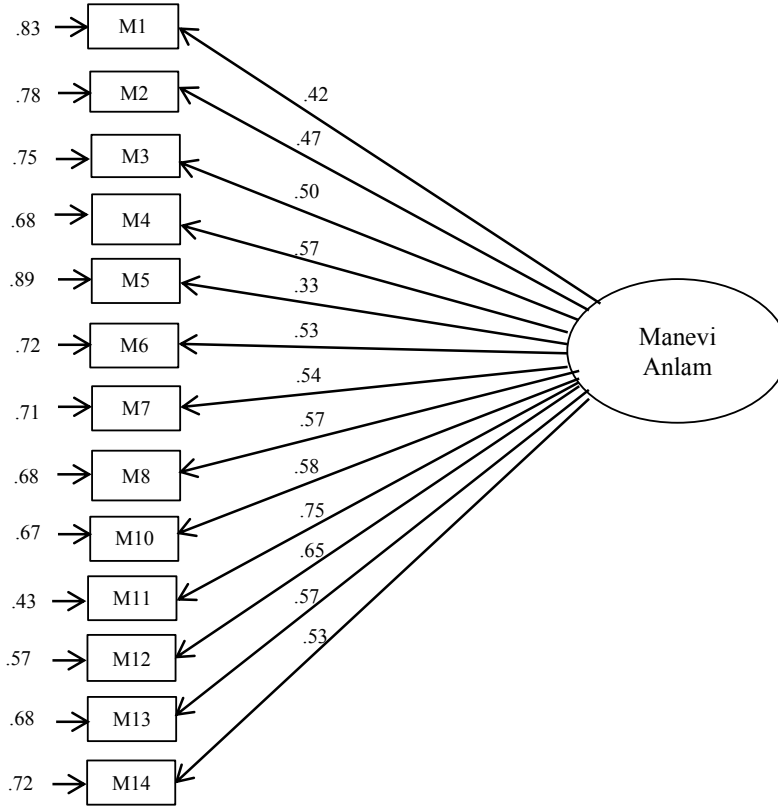 .83
M1
.42
.78
M2
.47
.75
M3
.50
.68
M4
.57
.89
M5
.33
.72
M6
.53
Manevi
Anlam
.71
M7
.54
.68
M8
.57
.67
M10
.58
.43
M11
.75
.57
M12
.65
.68
M13
.57
.72
M14
.53